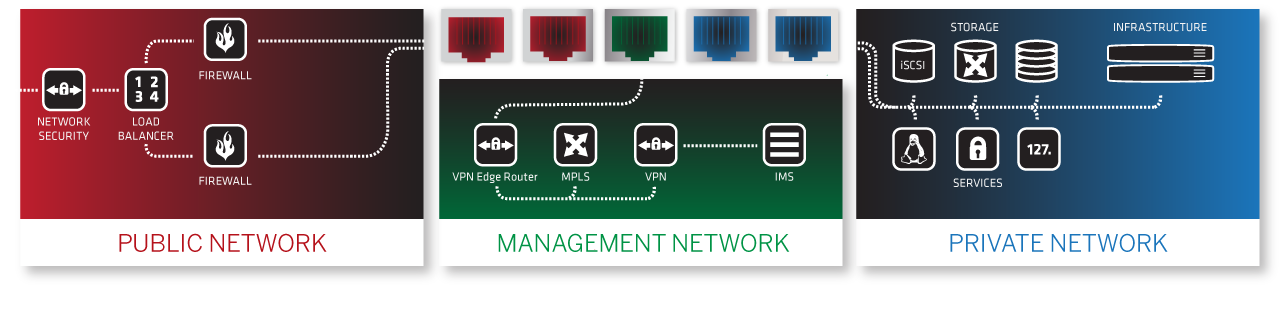 FIREWALL
NETWORK
SECURITY
1 2
3 4
LOAD
BALANCER
FIREWALL
PUBLIC NETWORK
VPN Edge Router
MPLS
VPN
IMS
MANAGEMENT NETWORK
STORAGE
INFRASTRUCTURE
iSCSI
127.
SERVICES
PRIVATE NETWORK